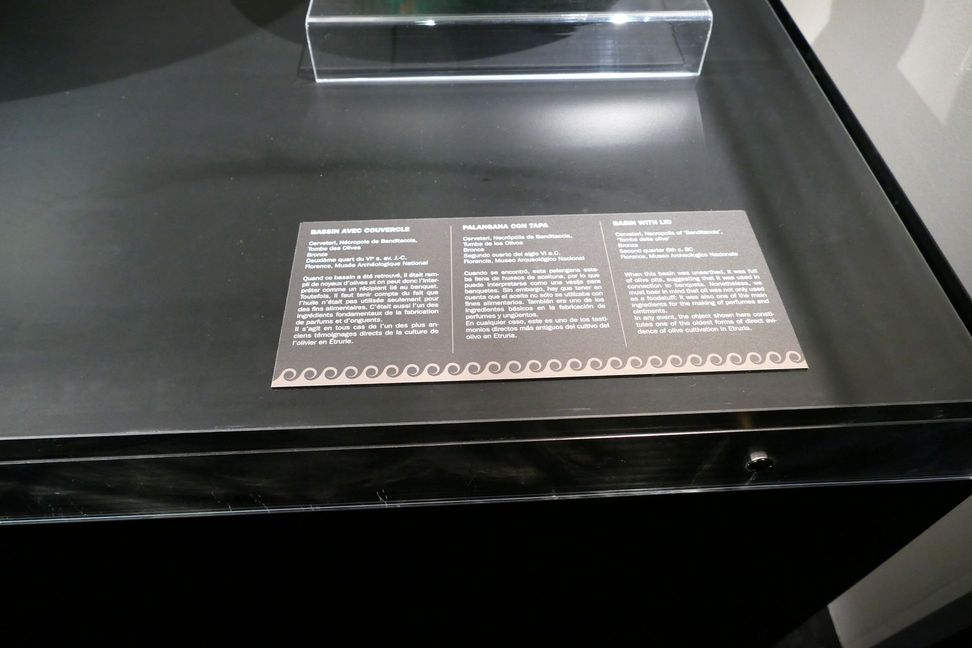 BASSIN AVEC COUVERCLE
Cerveteri, Nécropole de Banditaccia,
Tombe des Olives
Bronze
Deuxième quart du VIᵉ s. av. J.-C.
Florence, Musée Archéologique National
Quand ce bassin a été retrouvé, il était rem-
pli de noyaux d'olives et on peut donc l'inter-
prêter comme un récipient lié au banquet.
Toutefois, il faut tenir compte du fait que
l'huile n'était pas utilisée seulement pour
des fins alimentaires. C'était aussi l'un des
ingrédients fondamentaux de la fabrication
de parfums et d'onguents.
Il s'agit en tous cas de l'un des plus an-
ciens témoignages directs de la culture de
l'olivier en Étrurie.
PALANGANA CON TAPA
Cerveteri, Necrópolis de Banditaccia,
Tumba de los Olivos
Bronce
Segundo cuarto del siglo VI a.C.
Florencia, Museo Arqueológico Nacional
Cuando se encontró, esta palangana esta-
ba llena de huesos de aceituna, por lo que
puede interpretarse como una vasija para
banquetes. Sin embargo, hay que tener en
cuenta que el aceite no sólo se utilizaba con
fines alimentarios. También era uno de los
ingredientes básicos en la fabricación de
perfumes y ungüentos.
En cualquier caso, este es uno de los testi-
monios directos más antiguos del cultivo del
olivo en Etruria.
BASIN WITH LID
Cerveteri, Necropolis of "Banditaccia",
"Tomba delle olive"
Bronze
Second quarter 6th c. BC
Florence, Museo Archeologico Nazionale
When this basin was unearthed, it was full
of olive pits, suggesting that it was used in
connection to banquets. Nonetheless, we
must bear in mind that oil was not only used
as a foodstuff: it was also one of the main
ingredients for the making of perfumes and
ointments.
In any event, the object shown here consti-
tutes one of the oldest forms of direct evi-
dence of olive cultivation in Etruria.